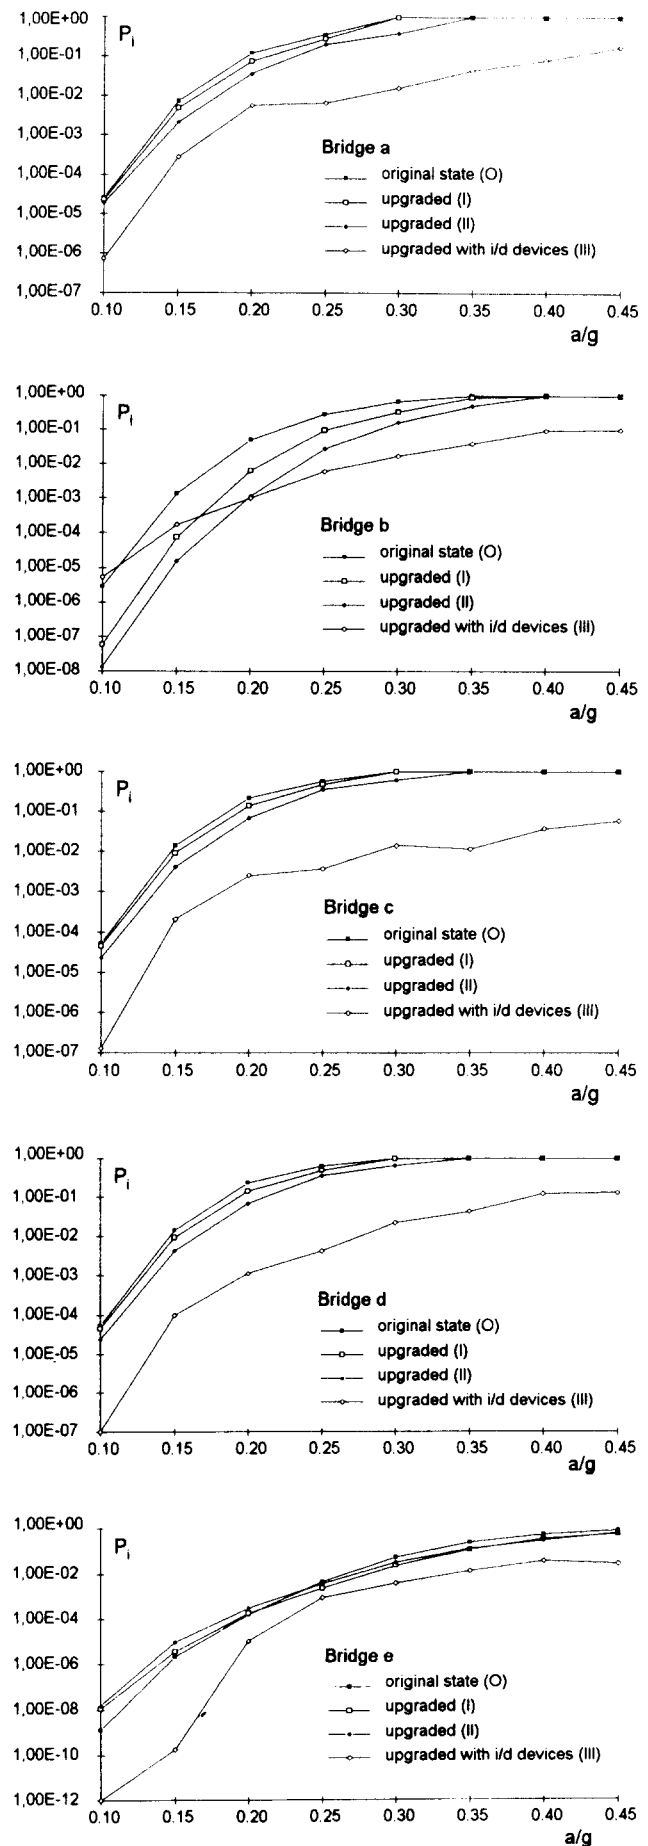 1,00E+00
P_i
1,00E-01
1,00E-02
1,00E-03
1,00E-04
1,00E-05
1,00E-06
1,00E-07
Bridge a
original state (O)
upgraded (I)
upgraded (II)
upgraded with i/d devices (III)
0.10 0.15 0.20 0.25 0.30 0.35 0.40 0.45
a/g
1,00E+00
P_i
1,00E-01
1,00E-02
1,00E-03
1,00E-04
1,00E-05
1,00E-06
1,00E-07
1,00E-08
Bridge b
original state (O)
upgraded (I)
upgraded (II)
upgraded with i/d devices (III)
0.10 0.15 0.20 0.25 0.30 0.35 0.40 0.45
a/g
1,00E+00
P_i
1,00E-01
1,00E-02
1,00E-03
1,00E-04
1,00E-05
1,00E-06
1,00E-07
Bridge c
original state (O)
upgraded (I)
upgraded (II)
upgraded with i/d devices (III)
0.10 0.15 0.20 0.25 0.30 0.35 0.40 0.45
a/g
1,00E+00
P_i
1,00E-01
1,00E-02
1,00E-03
1,00E-04
1,00E-05
1,00E-06
1,00E-07
Bridge d
original state (O)
upgraded (I)
upgraded (II)
upgraded with i/d devices (III)
0.10 0.15 0.20 0.25 0.30 0.35 0.40 0.45
a/g
1,00E+00
P_i
1,00E-02
1,00E-04
1,00E-06
1,00E-08
1,00E-10
1,00E-12
Bridge e
original state (O)
upgraded (I)
upgraded (II)
upgraded with i/d devices (III)
0.10 0.15 0.20 0.25 0.30 0.35 0.40 0.45
a/g